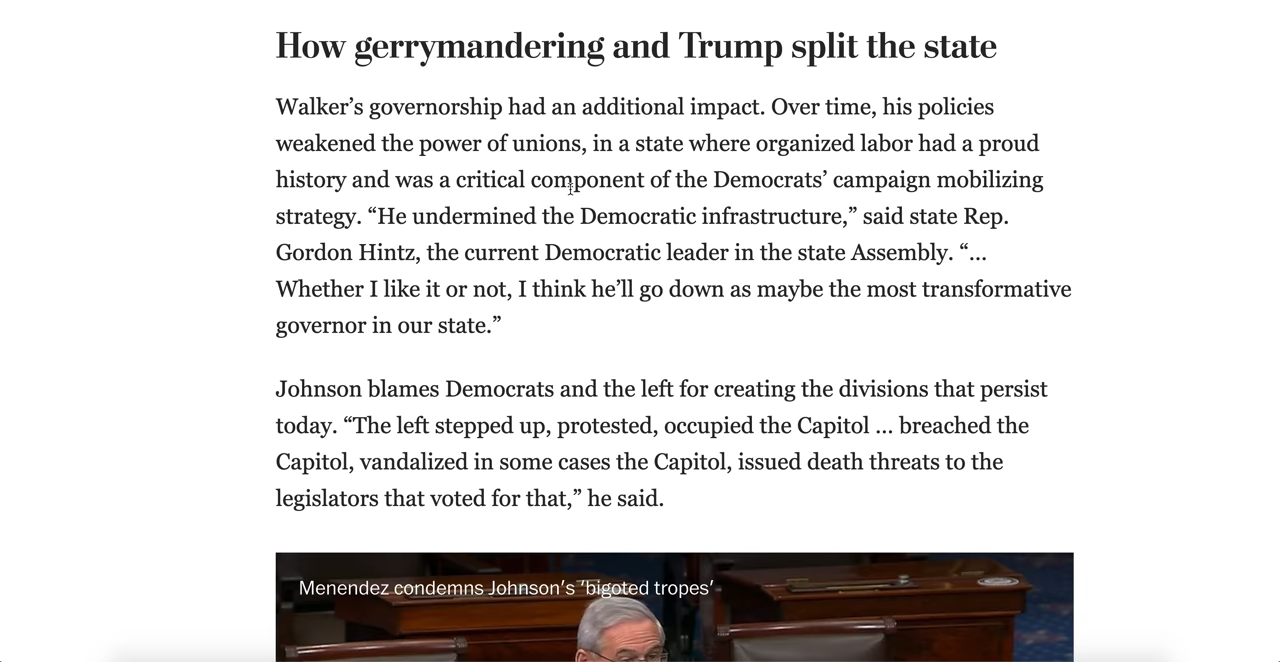 How gerrymandering and Trump split the state
Walker’s governorship had an additional impact. Over time, his policies
weakened the power of unions, in a state where organized labor had a proud
history and was a critical component of the Democrats’ campaign mobilizing
strategy. “He undermined the Democratic infrastructure,” said state Rep.
Gordon Hintz, the current Democratic leader in the state Assembly. “…
Whether I like it or not, I think he’ll go down as maybe the most transformative
governor in our state.”
Johnson blames Democrats and the left for creating the divisions that persist
today. “The left stepped up, protested, occupied the Capitol … breached the
Capitol, vandalized in some cases the Capitol, issued death threats to the
legislators that voted for that,” he said.
Menendez condemns Johnson's 'bigoted tropes'